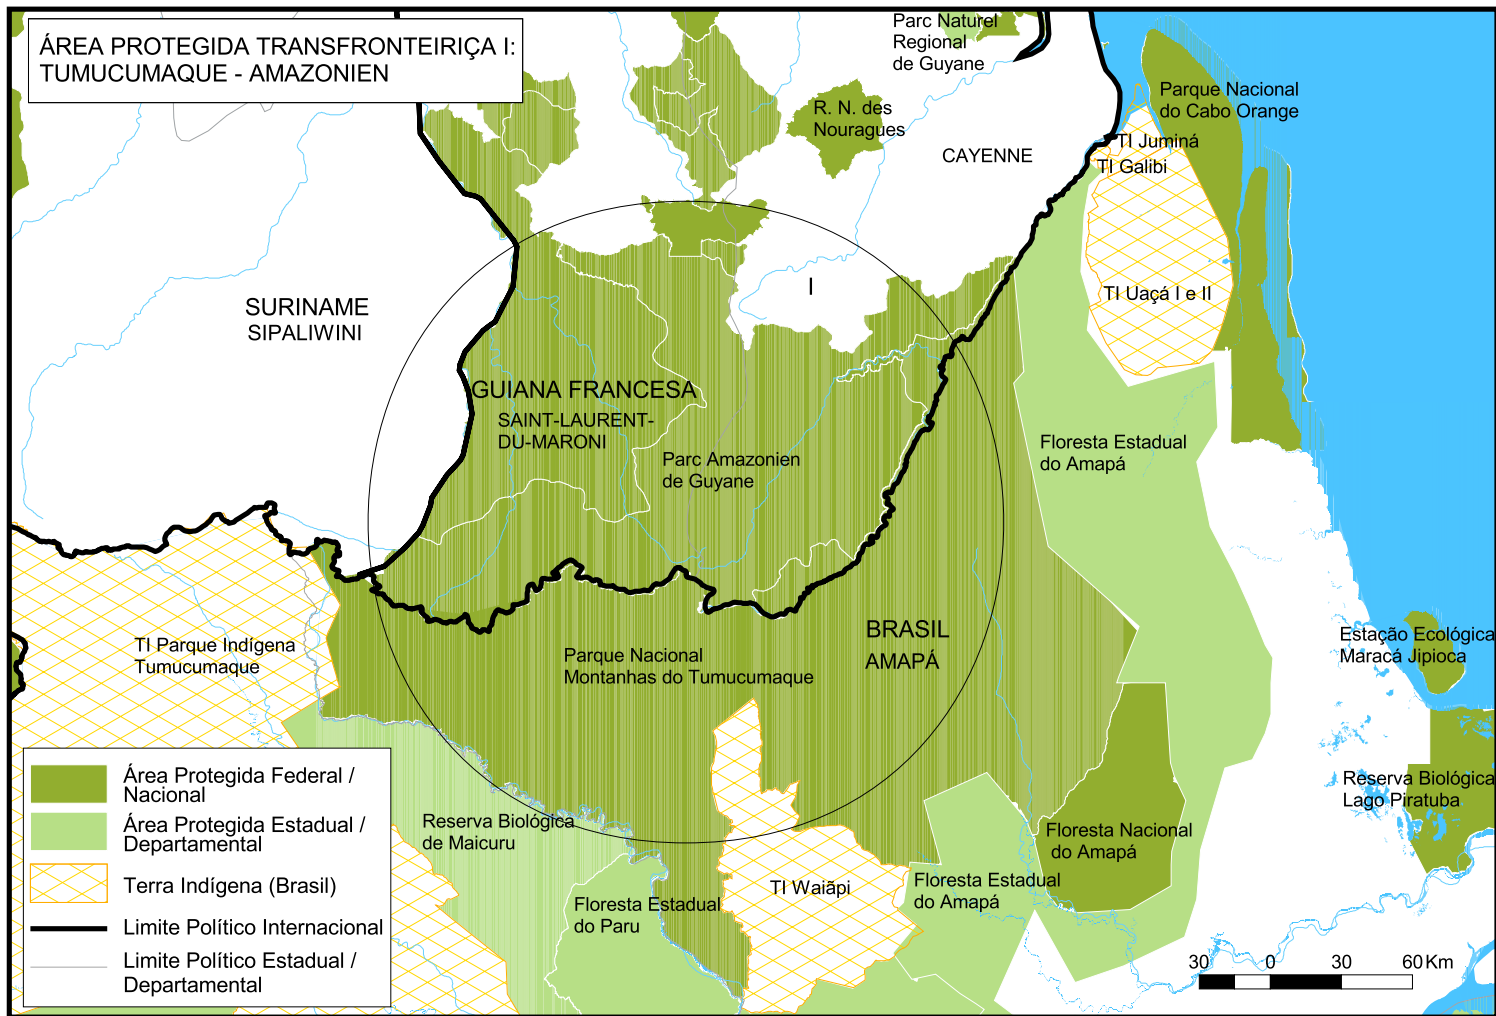 ÁREA PROTEGIDA TRANSFRONTEIRIÇA I:
TUMUCUMAQUE - AMAZONIEN
Parc Naturel
Regional
de Guyane
Parque Nacional
do Cabo Orange
R. N. des
Nouragues
CAYENNE
TI Juminá
TI Galibi
I
TI Uaçá I e II
SURINAME
SIPALIWINI
GUIANA FRANCESA
SAINT-LAURENT-
DU-MARONI
Parc Amazonien
de Guyane
Floresta Estadual
do Amapá
TI Parque Indígena
Tumucumaque
Parque Nacional
Montanhas do Tumucumaque
BRASIL
AMAPÁ
Estação Ecológica
Maracá Jipioca
Reserva Biológica
Lago Piratuba
Reserva Biológica
de Maicuru
Floresta Nacional
do Amapá
TI Waiãpi
Floresta Estadual
do Amapá
Floresta Estadual
do Paru
Área Protegida Federal /
Nacional
Área Protegida Estadual /
Departamental
Terra Indígena (Brasil)
Limite Político Internacional
Limite Político Estadual /
Departamental
30 0 30 60 Km